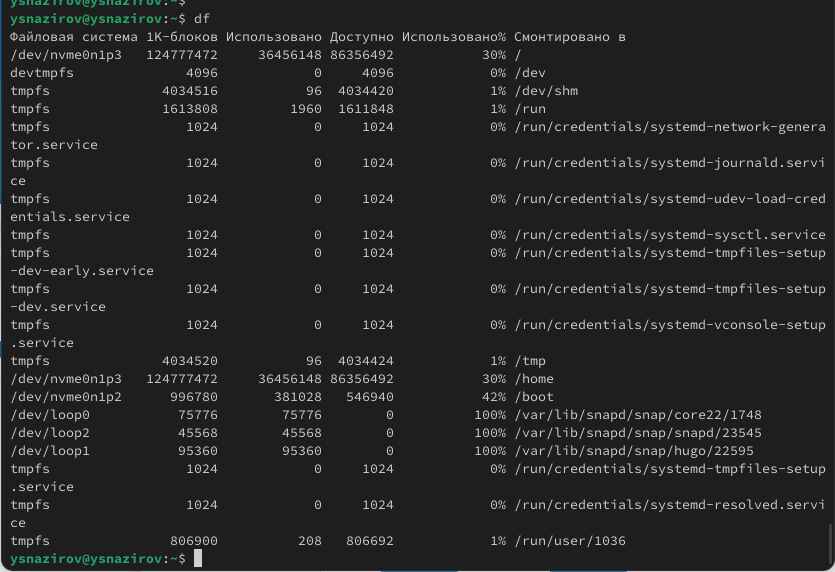 ysnazirov@ysnazirov:~$
ysnazirov@ysnazirov:~$ df
Файловая система 1K-блоков Использовано Доступно Использовано% Смонтировано в
/dev/nvme0n1p3   124777472     36456148 86356492           30% /
devtmpfs              4096            0     4096            0% /dev
tmpfs              4034516           96  4034420            1% /dev/shm
tmpfs              1613808         1960  1611848            1% /run
tmpfs                 1024            0     1024            0% /run/credentials/systemd-network-genera
tor.service
tmpfs                 1024            0     1024            0% /run/credentials/systemd-journald.servi
ce
tmpfs                 1024            0     1024            0% /run/credentials/systemd-udev-load-cred
entials.service
tmpfs                 1024            0     1024            0% /run/credentials/systemd-sysctl.service
tmpfs                 1024            0     1024            0% /run/credentials/systemd-tmpfiles-setup
-dev-early.service
tmpfs                 1024            0     1024            0% /run/credentials/systemd-tmpfiles-setup
-dev.service
tmpfs                 1024            0     1024            0% /run/credentials/systemd-vconsole-setup
.service
tmpfs              4034520           96  4034424            1% /tmp
/dev/nvme0n1p3   124777472     36456148 86356492           30% /home
/dev/nvme0n1p2      996780       381028   546940           42% /boot
/dev/loop0           75776        75776        0          100% /var/lib/snapd/snap/core22/1748
/dev/loop2           45568        45568        0          100% /var/lib/snapd/snap/snapd/23545
/dev/loop1           95360        95360        0          100% /var/lib/snapd/snap/hugo/22595
tmpfs                 1024            0     1024            0% /run/credentials/systemd-tmpfiles-setup
.service
tmpfs                 1024            0     1024            0% /run/credentials/systemd-resolved.servi
ce
tmpfs               806900          208   806692            1% /run/user/1036
ysnazirov@ysnazirov:~$